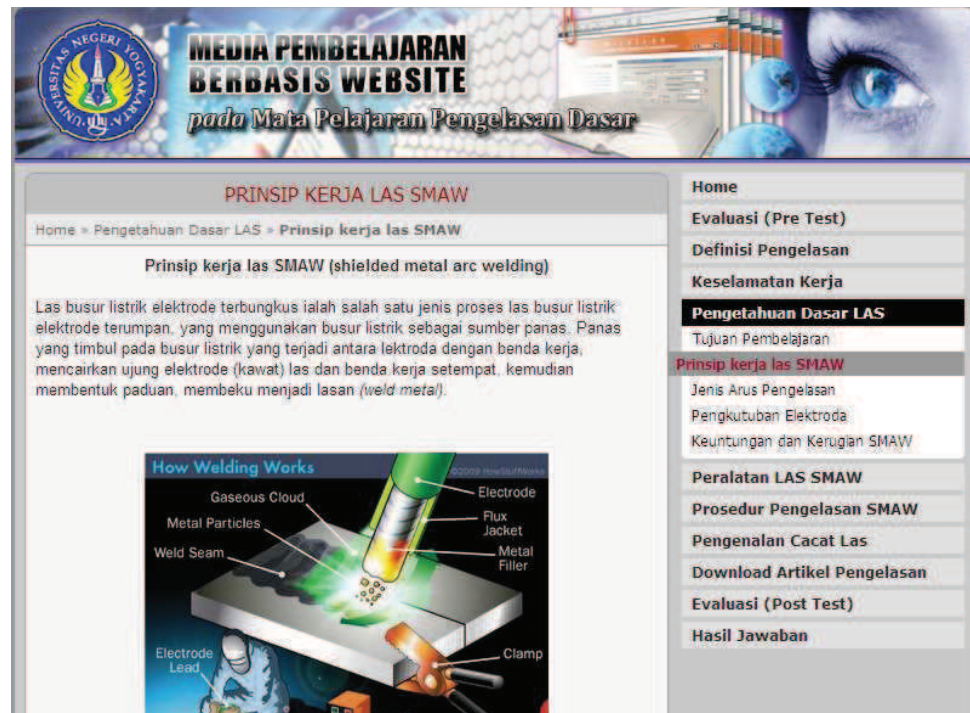 UNIVERSITAS NEGERI YOGYAKARTA
MEDIA PEMBELAJARAN
BERBASIS WEBSITE
pada Mata Pelajaran Pengelasan Dasar
PRINSIP KERJA LAS SMAW
Home » Pengetahuan Dasar LAS » Prinsip kerja las SMAW
Prinsip kerja las SMAW (shielded metal arc welding)
Las busur listrik elektrode terbungkus ialah salah satu jenis proses las busur listrik
elektrode terumpan, yang menggunakan busur listrik sebagai sumber panas. Panas
yang timbul pada busur listrik yang terjadi antara lektroda dengan benda kerja,
mencairkan ujung elektrode (kawat) las dan benda kerja setempat, kemudian
membentuk paduan, membeku menjadi lasan (weld metal).
How Welding Works
©2009 HowStuffWorks
Gaseous Cloud
Metal Particles
Weld Seam
Electrode
Flux
Jacket
Metal
Filler
Electrode
Lead
Clamp
Home
Evaluasi (Pre Test)
Definisi Pengelasan
Keselamatan Kerja
Pengetahuan Dasar LAS
Tujuan Pembelajaran
Prinsip kerja las SMAW
Jenis Arus Pengelasan
Pengkutuban Elektroda
Keuntungan dan Kerugian SMAW
Peralatan LAS SMAW
Prosedur Pengelasan SMAW
Pengenalan Cacat Las
Download Artikel Pengelasan
Evaluasi (Post Test)
Hasil Jawaban